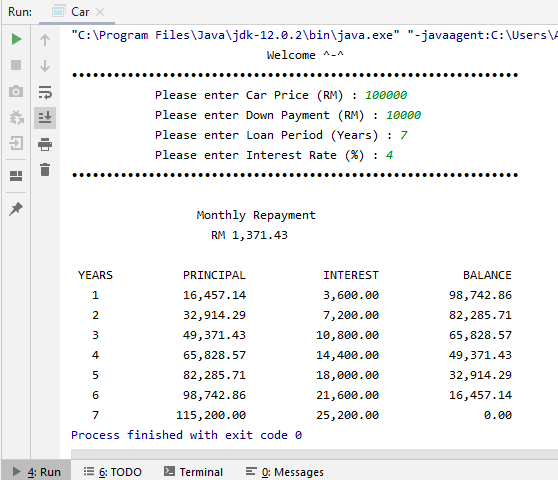 Run: Car ×
"C:\Program Files\Java\jdk-12.0.2\bin\java.exe" "-javaagent:C:\Users\A
Welcome ^-^
••••••••••••••••••••••••••••••••••••••••••••••••••••••••••••••••
Please enter Car Price (RM) : 100000
Please enter Down Payment (RM) : 10000
Please enter Loan Period (Years) : 7
Please enter Interest Rate (%) : 4
••••••••••••••••••••••••••••••••••••••••••••••••••••••••••••••••
Monthly Repayment
RM 1,371.43
YEARS PRINCIPAL INTEREST BALANCE
1 16,457.14 3,600.00 98,742.86
2 32,914.29 7,200.00 82,285.71
3 49,371.43 10,800.00 65,828.57
4 65,828.57 14,400.00 49,371.43
5 82,285.71 18,000.00 32,914.29
6 98,742.86 21,600.00 16,457.14
7 115,200.00 25,200.00 0.00
Process finished with exit code 0
4: Run 6: TODO Terminal 0: Messages